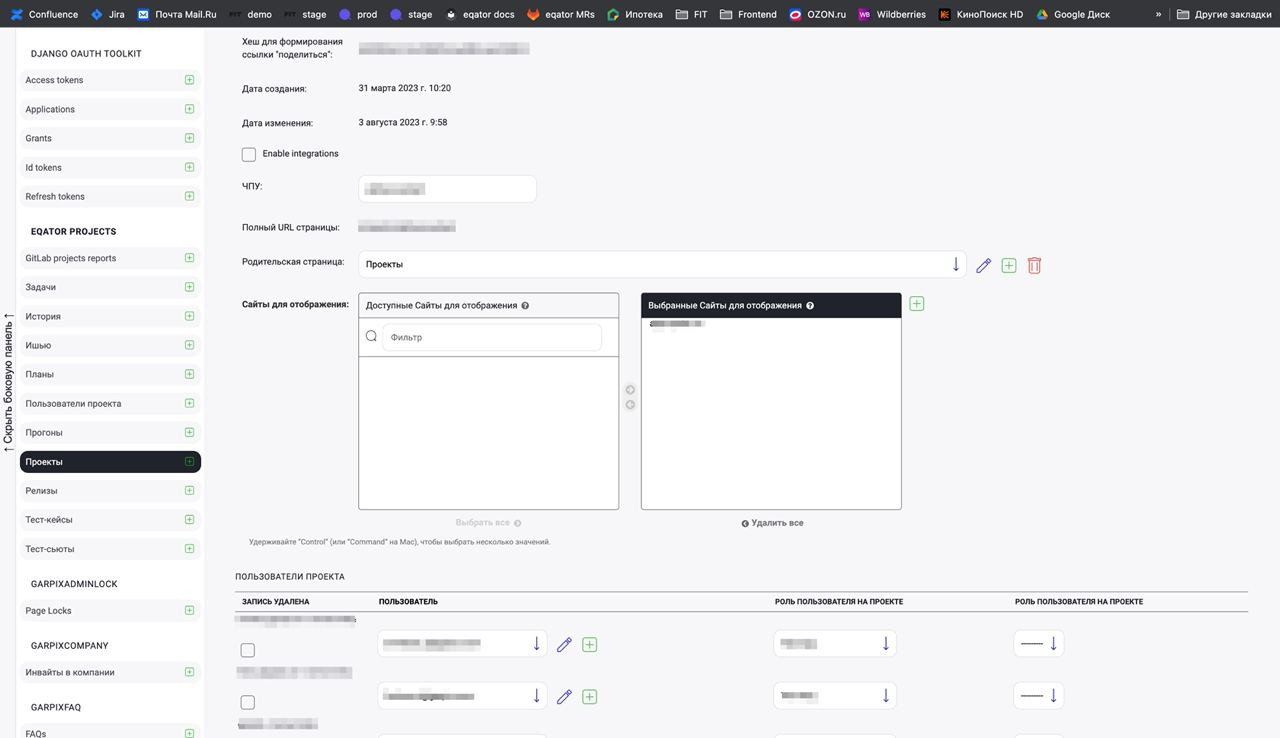 Confluence Jira Почта Mail.Ru FIT demo FIT stage prod stage eqator docs eqator MRs Ипотека FIT Frontend OZON.ru WB Wildberries КиноПоиск HD Google Диск » Другие закладки
↑ Скрыть боковую панель ↑
DJANGO OAUTH TOOLKIT
Access tokens
Applications
Grants
Id tokens
Refresh tokens
EQATOR PROJECTS
GitLab projects reports
Задачи
История
Ишью
Планы
Пользователи проекта
Прогоны
Проекты
Релизы
Тест-кейсы
Тест-сьюты
GARPIXADMINLOCK
Page Locks
GARPIXCOMPANY
Инвайты в компании
GARPIXFAQ
FAQs
Хеш для формирования
ссылки "поделиться":
Дата создания: 31 марта 2023 г. 10:20
Дата изменения: 3 августа 2023 г. 9:58
Enable integrations
ЧПУ:
Полный URL страницы:
Родительская страница: Проекты
Сайты для отображения: Доступные Сайты для отображения ? Выбранные Сайты для отображения ?
Фильтр
Выбрать все Удалить все
Удерживайте "Control" (или "Command" на Mac), чтобы выбрать несколько значений.
ПОЛЬЗОВАТЕЛИ ПРОЕКТА
ЗАПИСЬ УДАЛЕНА ПОЛЬЗОВАТЕЛЬ РОЛЬ ПОЛЬЗОВАТЕЛЯ НА ПРОЕКТЕ РОЛЬ ПОЛЬЗОВАТЕЛЯ НА ПРОЕКТЕ
---------
---------